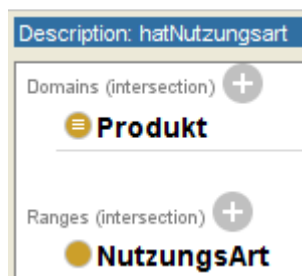 Description: hatNutzungsart
Domains (intersection)
Produkt
Ranges (intersection)
NutzungsArt